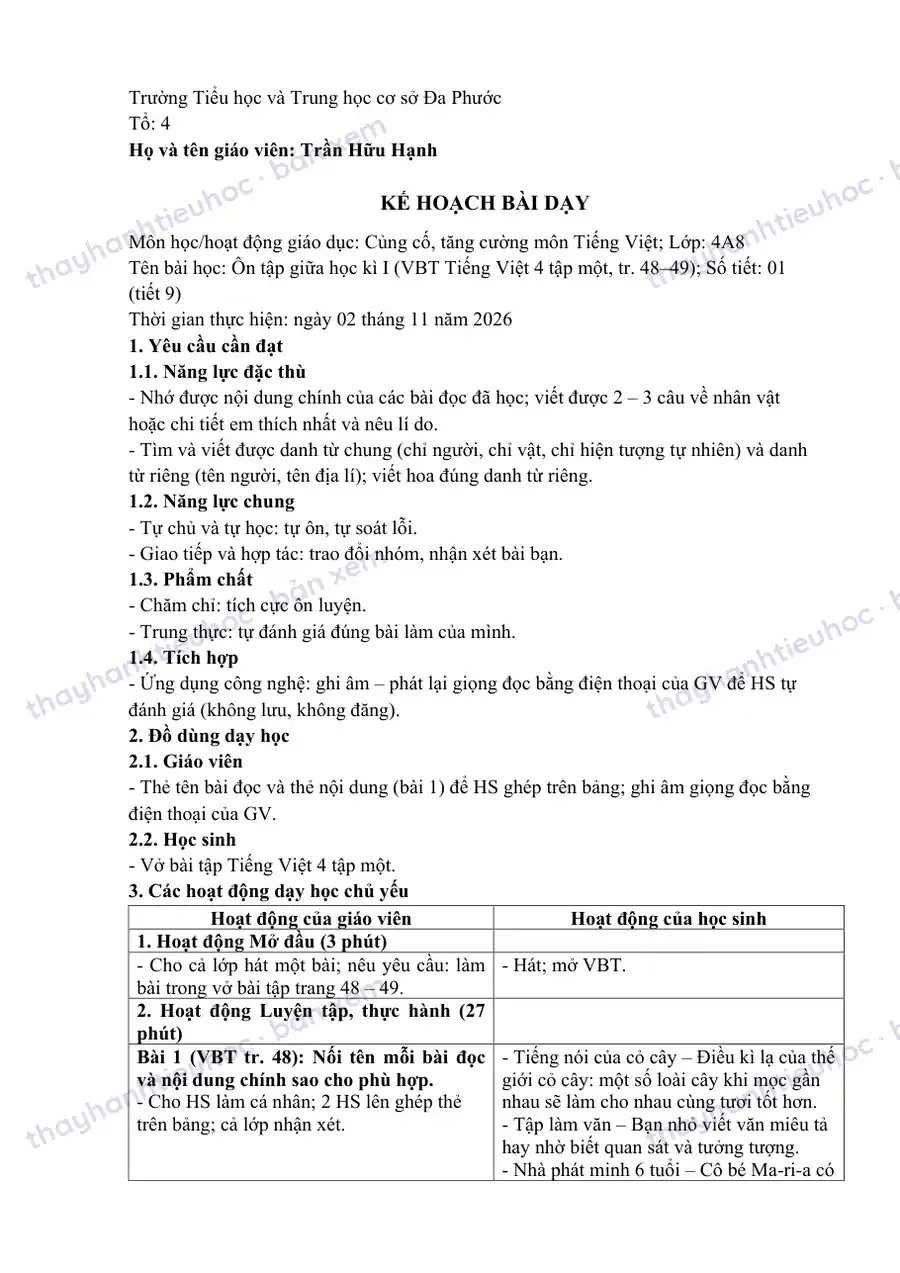 Trường Tiểu học và Trung học cơ sở Đa Phước
Tổ: 4
Họ và tên giáo viên: Trần Hữu Hạnh
KẾ HOẠCH BÀI DẠY
Môn học/hoạt động giáo dục: Củng cố, tăng cường môn Tiếng Việt; Lớp: 4A8
Tên bài học: Ôn tập giữa học kì I (VBT Tiếng Việt 4 tập một, tr. 48–49); Số tiết: 01
(tiết 9)
Thời gian thực hiện: ngày 02 tháng 11 năm 2026
1. Yêu cầu cần đạt
1.1. Năng lực đặc thù
- Nhớ được nội dung chính của các bài đọc đã học; viết được 2 – 3 câu về nhân vật
hoặc chi tiết em thích nhất và nêu lí do.
- Tìm và viết được danh từ chung (chỉ người, chỉ vật, chỉ hiện tượng tự nhiên) và danh
từ riêng (tên người, tên địa lí); viết hoa đúng danh từ riêng.
1.2. Năng lực chung
- Tự chủ và tự học: tự ôn, tự soát lỗi.
- Giao tiếp và hợp tác: trao đổi nhóm, nhận xét bài bạn.
1.3. Phẩm chất
- Chăm chỉ: tích cực ôn luyện.
- Trung thực: tự đánh giá đúng bài làm của mình.
1.4. Tích hợp
- Ứng dụng công nghệ: ghi âm – phát lại giọng đọc bằng điện thoại của GV để HS tự
đánh giá (không lưu, không đăng).
2. Đồ dùng dạy học
2.1. Giáo viên
- Thẻ tên bài đọc và thẻ nội dung (bài 1) để HS ghép trên bảng; ghi âm giọng đọc bằng
điện thoại của GV.
2.2. Học sinh
- Vở bài tập Tiếng Việt 4 tập một.
3. Các hoạt động dạy học chủ yếu
Hoạt động của giáo viên
Hoạt động của học sinh
1. Hoạt động Mở đầu (3 phút)
- Cho cả lớp hát một bài; nêu yêu cầu: làm
bài trong vở bài tập trang 48 – 49.
- Hát; mở VBT.
2. Hoạt động Luyện tập, thực hành (27
phút)
Bài 1 (VBT tr. 48): Nối tên mỗi bài đọc
và nội dung chính sao cho phù hợp.
- Cho HS làm cá nhân; 2 HS lên ghép thẻ
trên bảng; cả lớp nhận xét.
- Tiếng nói của cỏ cây – Điều kì lạ của thế
giới cỏ cây: một số loài cây khi mọc gần
nhau sẽ làm cho nhau cùng tươi tốt hơn.
- Tập làm văn – Bạn nhỏ viết văn miêu tả
hay nhờ biết quan sát và tưởng tượng.
- Nhà phát minh 6 tuổi – Cô bé Ma-ri-a có
thayhanhtieuhoc · bản xem
thayhanhtieuhoc · b
thayhanhtieuhoc · bản xem
thayhanhtieuhoc · b
thayhanhtieuhoc · bản xem
thayhanhtieuhoc · b